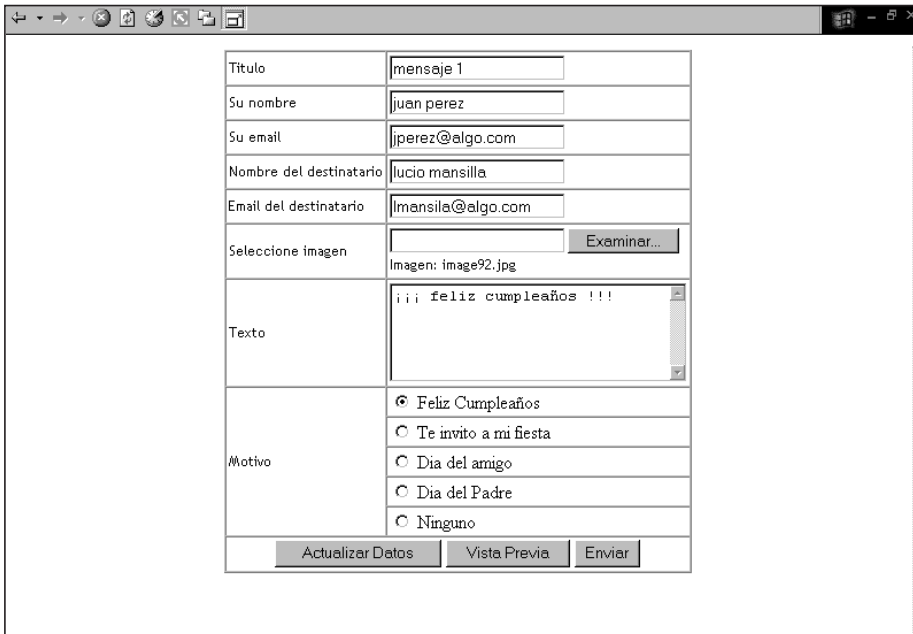 Titulo
mensaje 1
Su nombre
juan perez
Su email
jperez@algo.com
Nombre del destinatario
lucio mansilla
Email del destinatario
lmansila@algo.com
Seleccione imagen
Examinar...
Imagen: image92.jpg
Texto
¡¡¡ feliz cumpleaños !!!
Motivo
Feliz Cumpleaños
Te invito a mi fiesta
Dia del amigo
Dia del Padre
Ninguno
Actualizar Datos Vista Previa Enviar